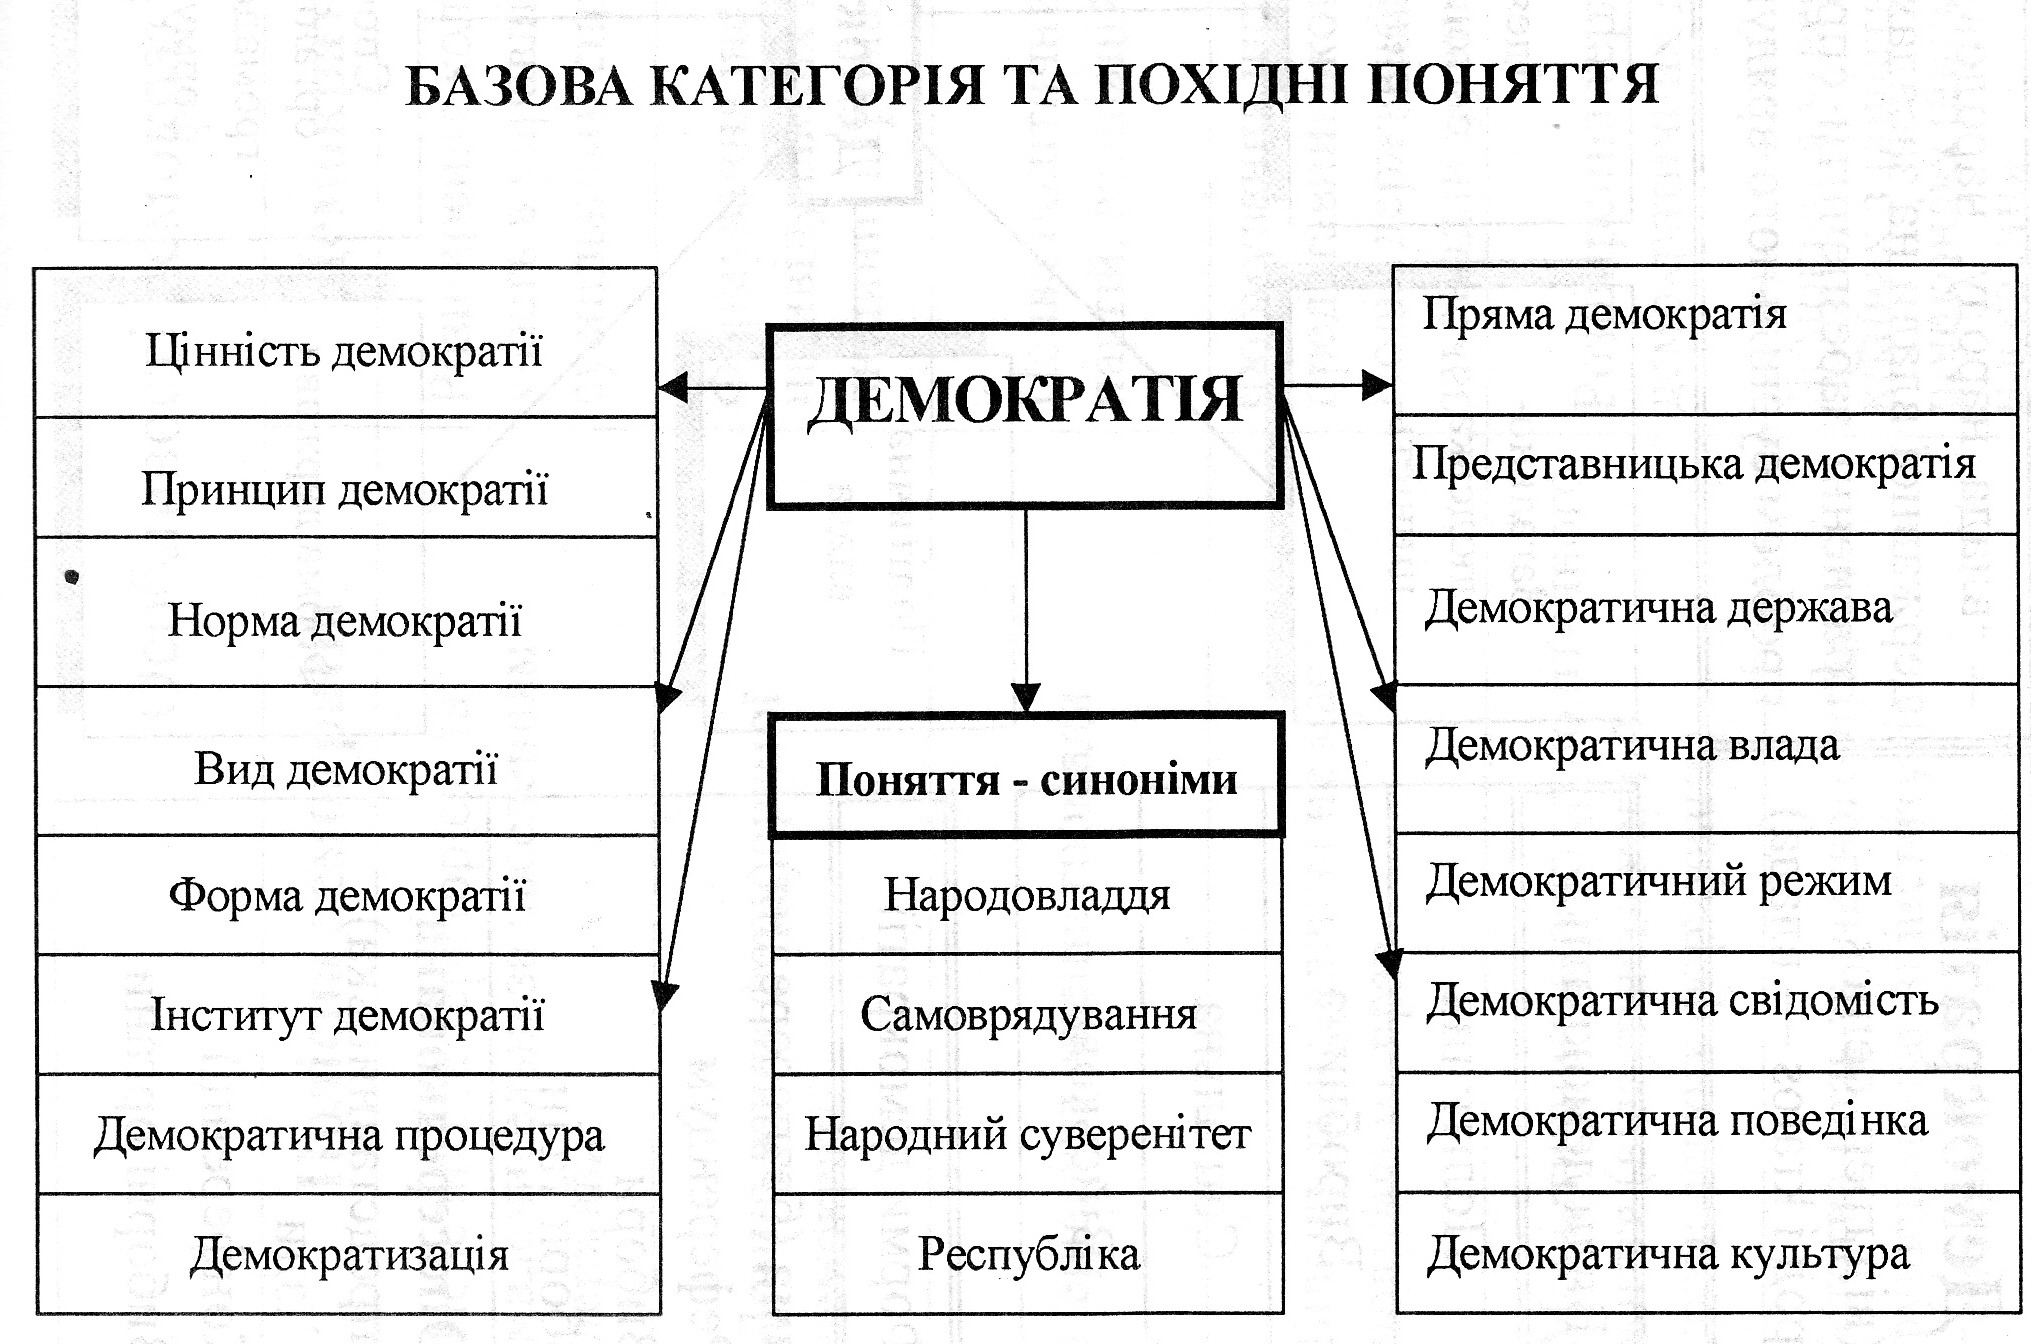 БАЗОВА КАТЕГОРІЯ ТА ПОХІДНІ ПОНЯТТЯ
Цінність демократії
Принцип демократії
Норма демократії
Вид демократії
Форма демократії
Інститут демократії
Демократична процедура
Демократизація
ДЕМОКРАТІЯ
Поняття - синоніми
Народовладдя
Самоврядування
Народний суверенітет
Республіка
Пряма демократія
Представницька демократія
Демократична держава
Демократична влада
Демократичний режим
Демократична свідомість
Демократична поведінка
Демократична культура